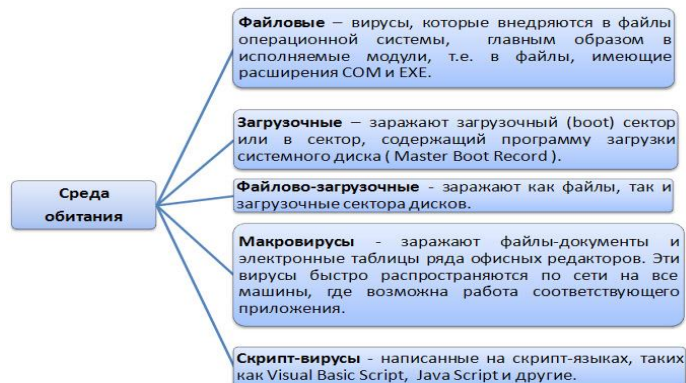 Файловые – вирусы, которые внедряются в файлы
операционной системы, главным образом в
исполняемые модули, т.е. в файлы, имеющие
расширения COM и EXE.
Загрузочные – заражают загрузочный (boot) сектор
или в сектор, содержащий программу загрузки
системного диска ( Master Boot Record ).
Среда
обитания
Файлово-загрузочные - заражают как файлы, так и
загрузочные сектора дисков.
Макровирусы - заражают файлы-документы и
электронные таблицы ряда офисных редакторов. Эти
вирусы быстро распространяются по сети на все
машины, где возможна работа соответствующего
приложения.
Скрипт-вирусы - написанные на скрипт-языках, таких
как Visual Basic Script, Java Script и другие.